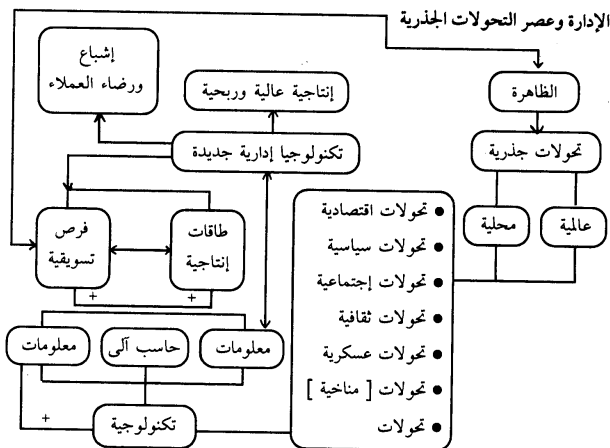 الإدارة وعصر التحولات الجذرية
الظاهرة
تحولات جذرية
عالمية
محلية
إشباع
ورضاء العملاء
إنتاجية عالية وربحية
تكنولوجيا إدارية جديدة
فرص
تسويقية
طاقات
إنتاجية
+
+
● تحولات اقتصادية
● تحولات سياسية
● تحولات إجتماعية
● تحولات ثقافية
● تحولات عسكرية
● تحولات [ مناخية ]
● تحولات
معلومات
حاسب آلى
معلومات
+
تكنولوجية